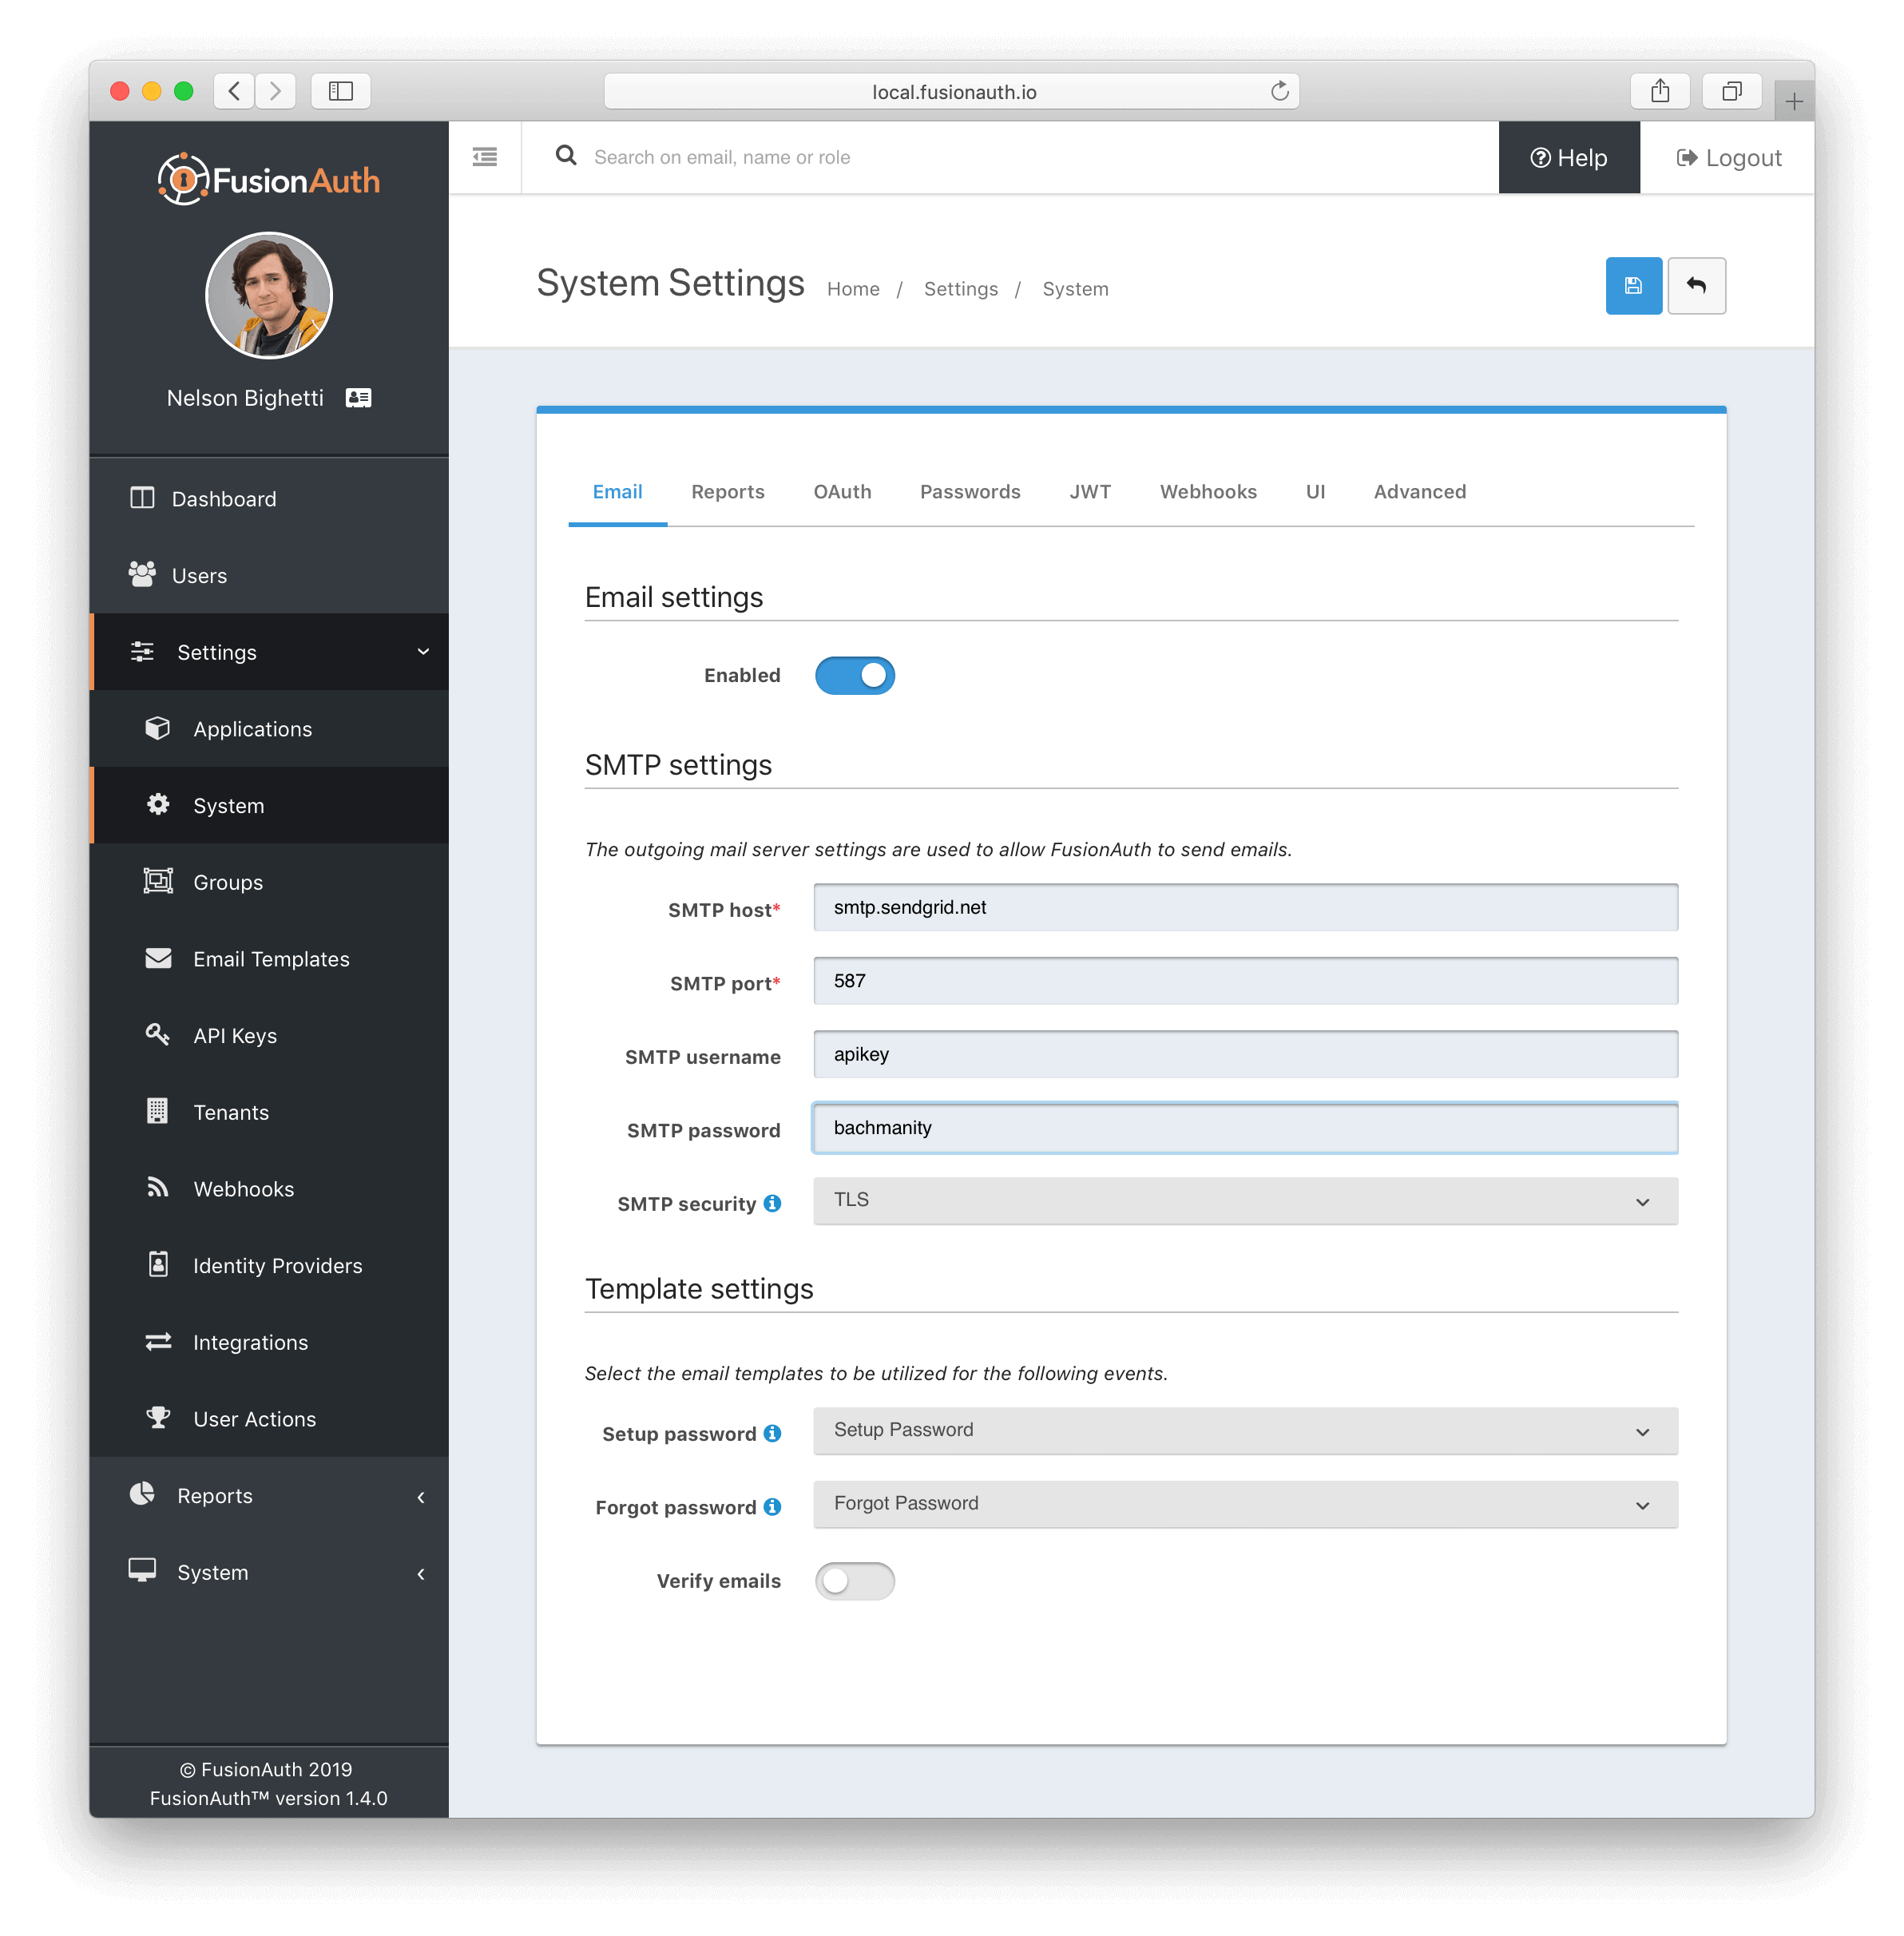 local.fusionauth.io
FusionAuth
Search on email, name or role
Help
Logout
Nelson Bighetti
Dashboard
Users
Settings
Applications
System
Groups
Email Templates
API Keys
Tenants
Webhooks
Identity Providers
Integrations
User Actions
Reports
System
© FusionAuth 2019
FusionAuth™ version 1.4.0
System Settings
Home / Settings / System
Email Reports OAuth Passwords JWT Webhooks UI Advanced
Email settings
Enabled
SMTP settings
The outgoing mail server settings are used to allow FusionAuth to send emails.
SMTP host* smtp.sendgrid.net
SMTP port* 587
SMTP username apikey
SMTP password bachmanity
SMTP security TLS
Template settings
Select the email templates to be utilized for the following events.
Setup password Setup Password
Forgot password Forgot Password
Verify emails